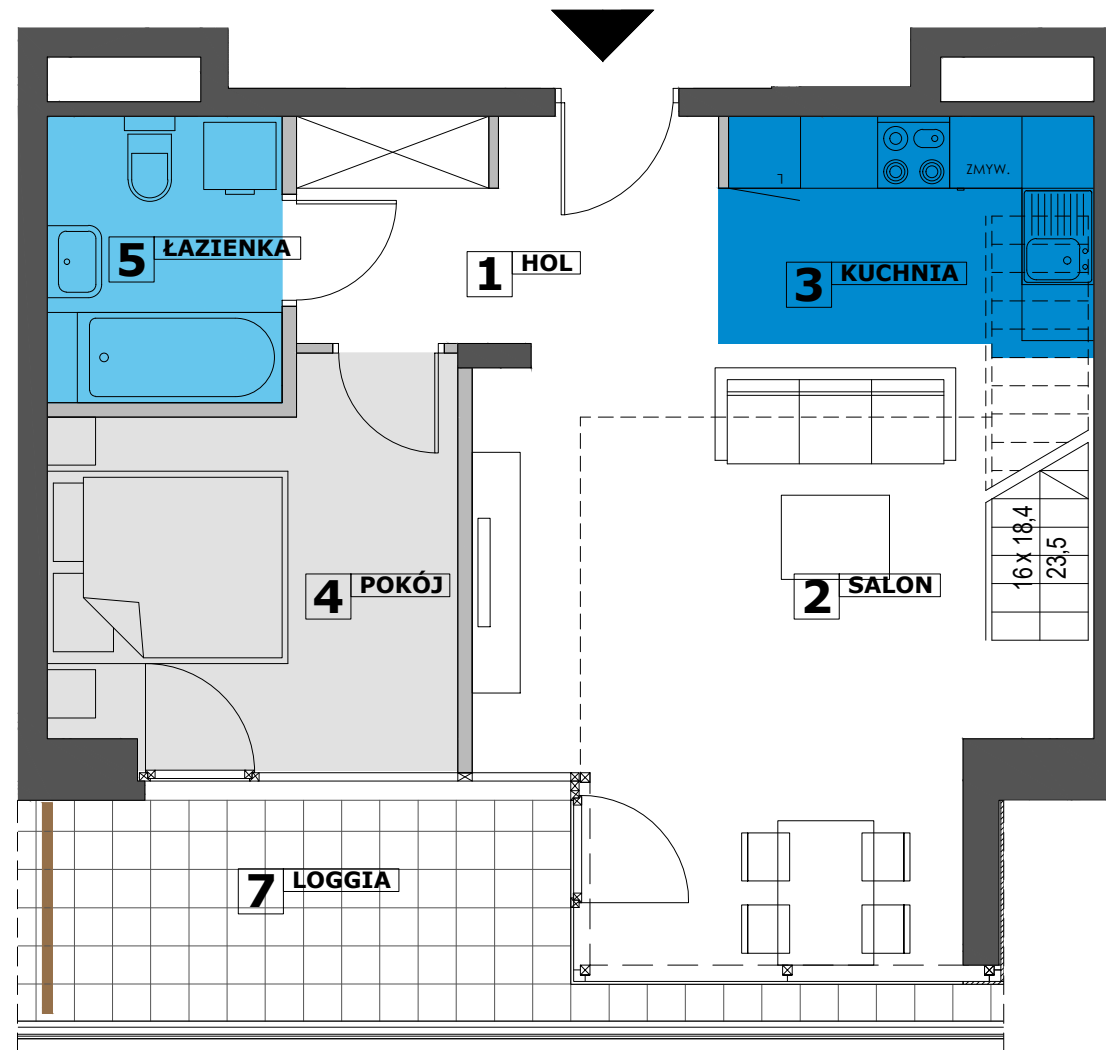 ZMYW.
5 ŁAZIENKA
1 HOL
3 KUCHNIA
4 POKÓJ
2 SALON
16 x 18,4
23,5
7 LOGGIA